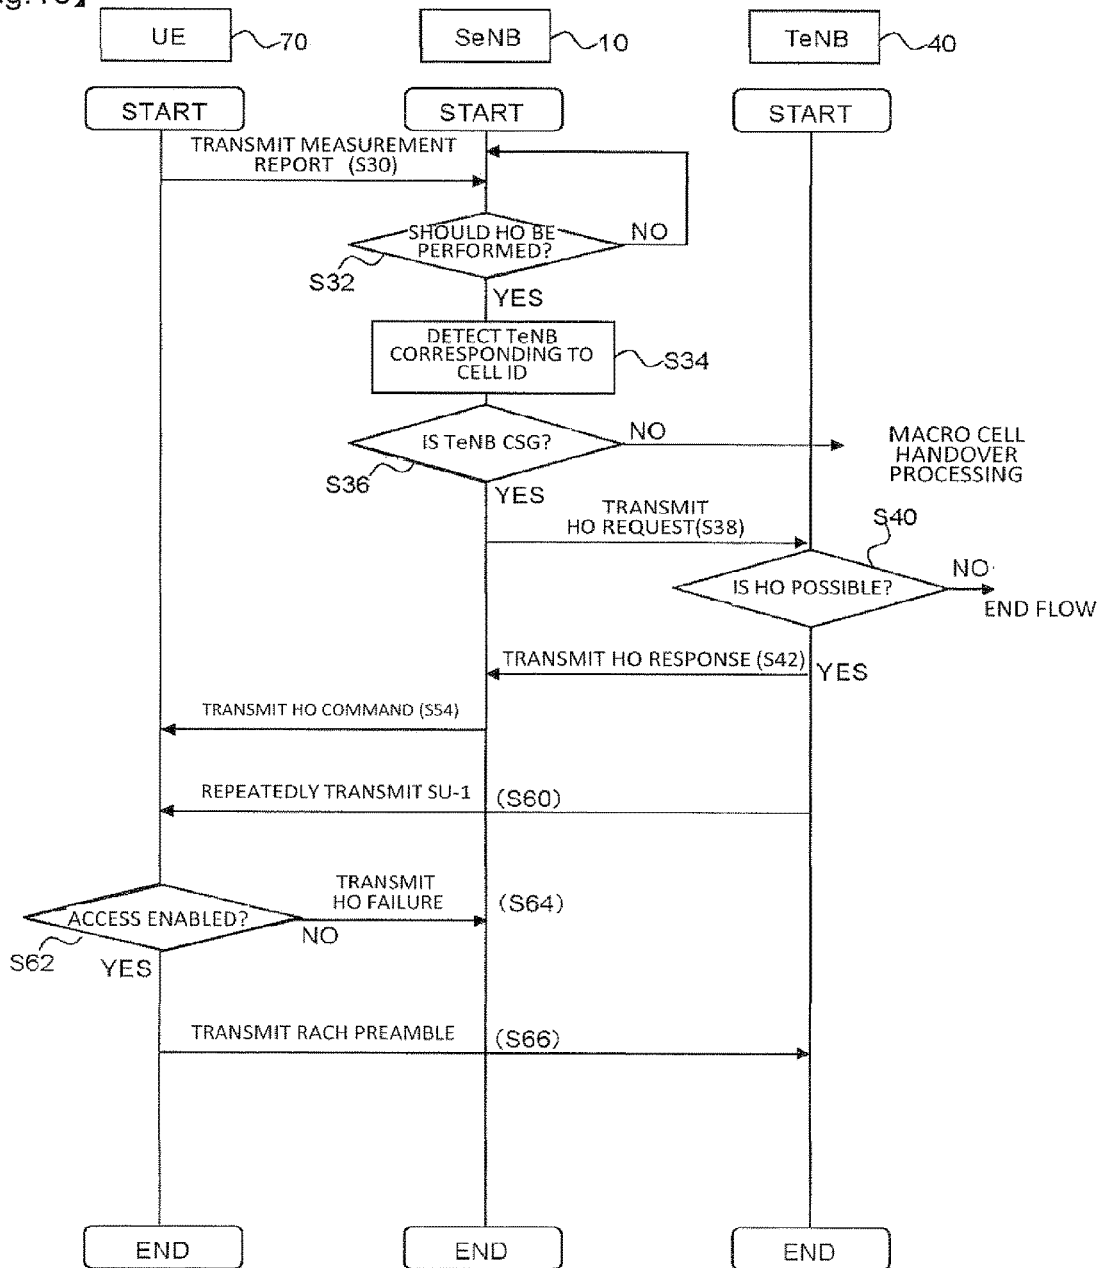 UE 70
SeNB 10
TeNB 40
START
START
START
TRANSMIT MEASUREMENT
REPORT (S30)
SHOULD HO BE
PERFORMED?
NO
S32
YES
DETECT TeNB
CORRESPONDING TO
CELL ID
S34
IS TeNB CSG?
NO
MACRO CELL
HANDOVER
PROCESSING
S36
YES
TRANSMIT
HO REQUEST(S38)
S40
IS HO POSSIBLE?
NO
END FLOW
TRANSMIT HO RESPONSE (S42)
YES
TRANSMIT HO COMMAND (S54)
REPEATEDLY TRANSMIT SU-1 (S60)
TRANSMIT
HO FAILURE
(S64)
ACCESS ENABLED?
NO
S62
YES
TRANSMIT RACH PREAMBLE (S66)
END
END
END